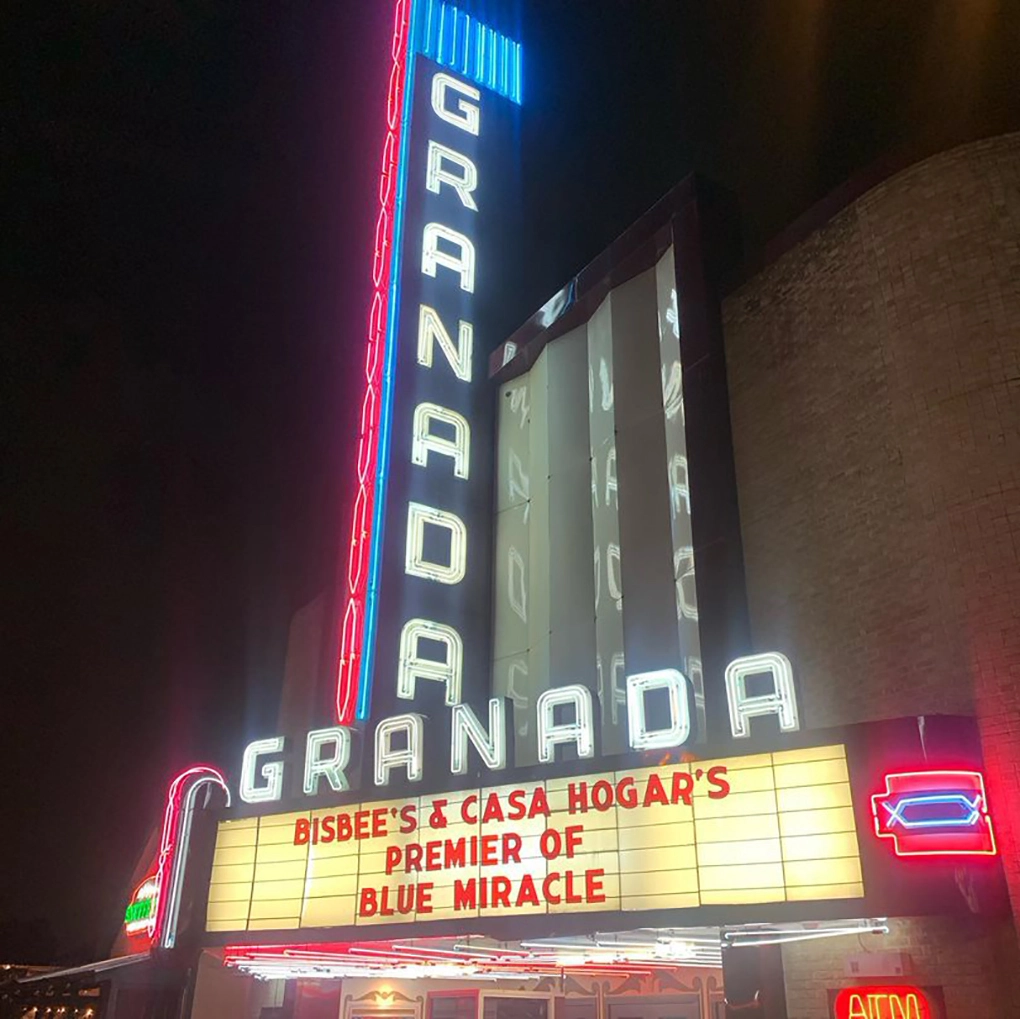 GRANADA
GRANADA
BISBEE'S & CASA HOGAR'S
PREMIER OF
BLUE MIRACLE
ATM